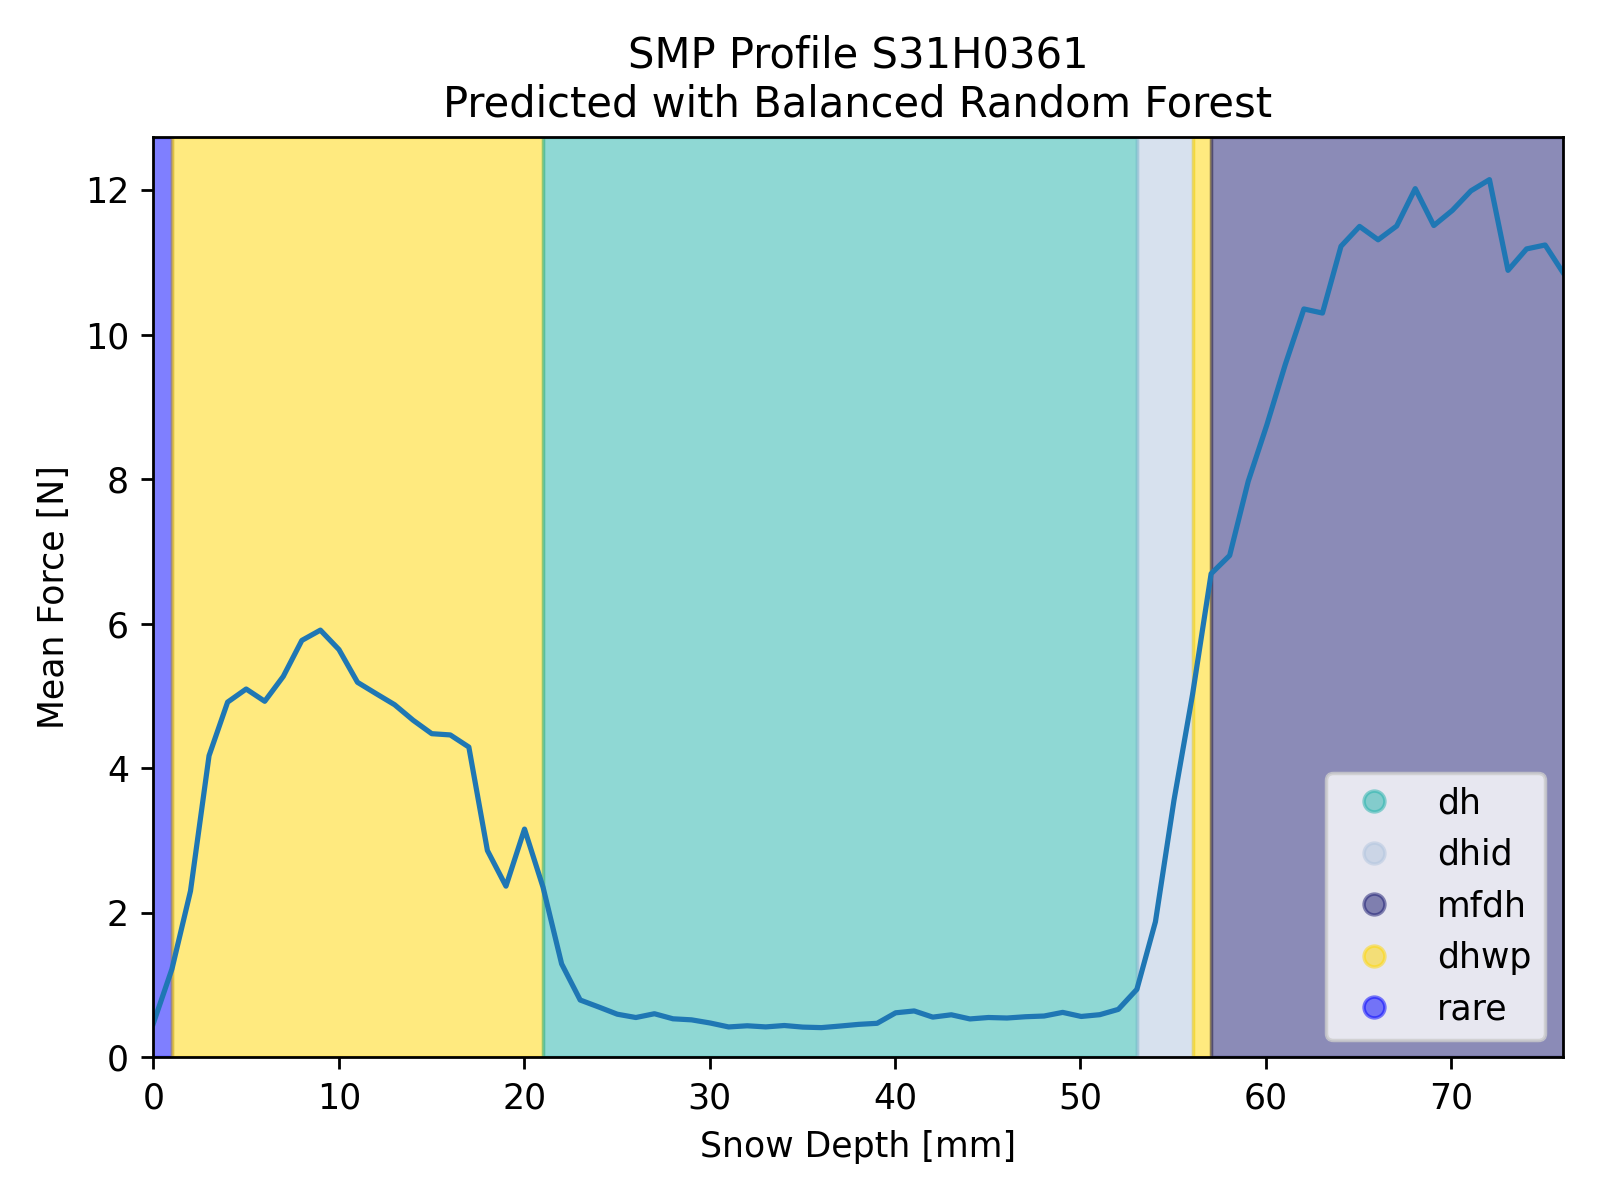 SMP Profile S31H0361
Predicted with Balanced Random Forest
12
10
8
6
4
2
0
Mean Force [N]
0 10 20 30 40 50 60 70
Snow Depth [mm]
dh
dhid
mfdh
dhwp
rare